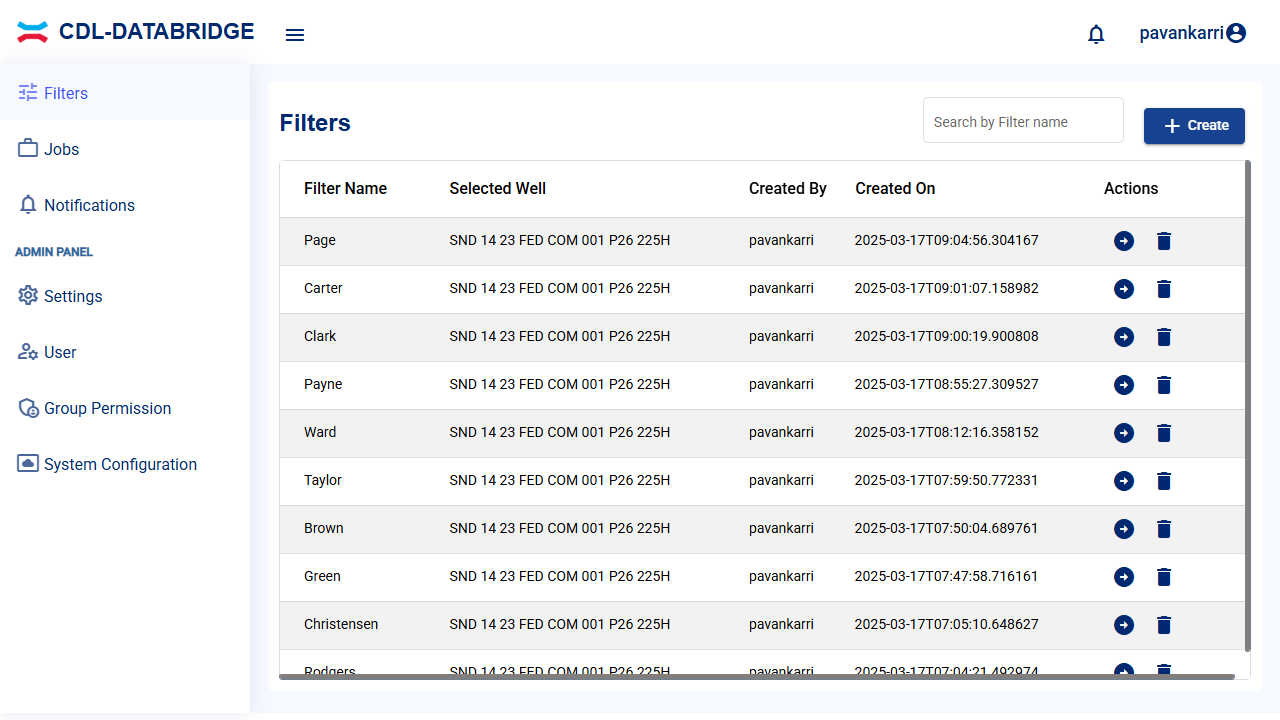 CDL-DATABRIDGE
pavankarri
Filters
Jobs
Notifications
ADMIN PANEL
Settings
User
Group Permission
System Configuration
Filters
Search by Filter name
Create
Filter Name Selected Well Created By Created On Actions
Page SND 14 23 FED COM 001 P26 225H pavankarri 2025-03-17T09:04:56.304167
Carter SND 14 23 FED COM 001 P26 225H pavankarri 2025-03-17T09:01:07.158982
Clark SND 14 23 FED COM 001 P26 225H pavankarri 2025-03-17T09:00:19.900808
Payne SND 14 23 FED COM 001 P26 225H pavankarri 2025-03-17T08:55:27.309527
Ward SND 14 23 FED COM 001 P26 225H pavankarri 2025-03-17T08:12:16.358152
Taylor SND 14 23 FED COM 001 P26 225H pavankarri 2025-03-17T07:59:50.772331
Brown SND 14 23 FED COM 001 P26 225H pavankarri 2025-03-17T07:50:04.689761
Green SND 14 23 FED COM 001 P26 225H pavankarri 2025-03-17T07:47:58.716161
Christensen SND 14 23 FED COM 001 P26 225H pavankarri 2025-03-17T07:05:10.648627
Rodgers SND 14 23 FED COM 001 P26 225H pavankarri 2025-03-17T07:04:21.492974